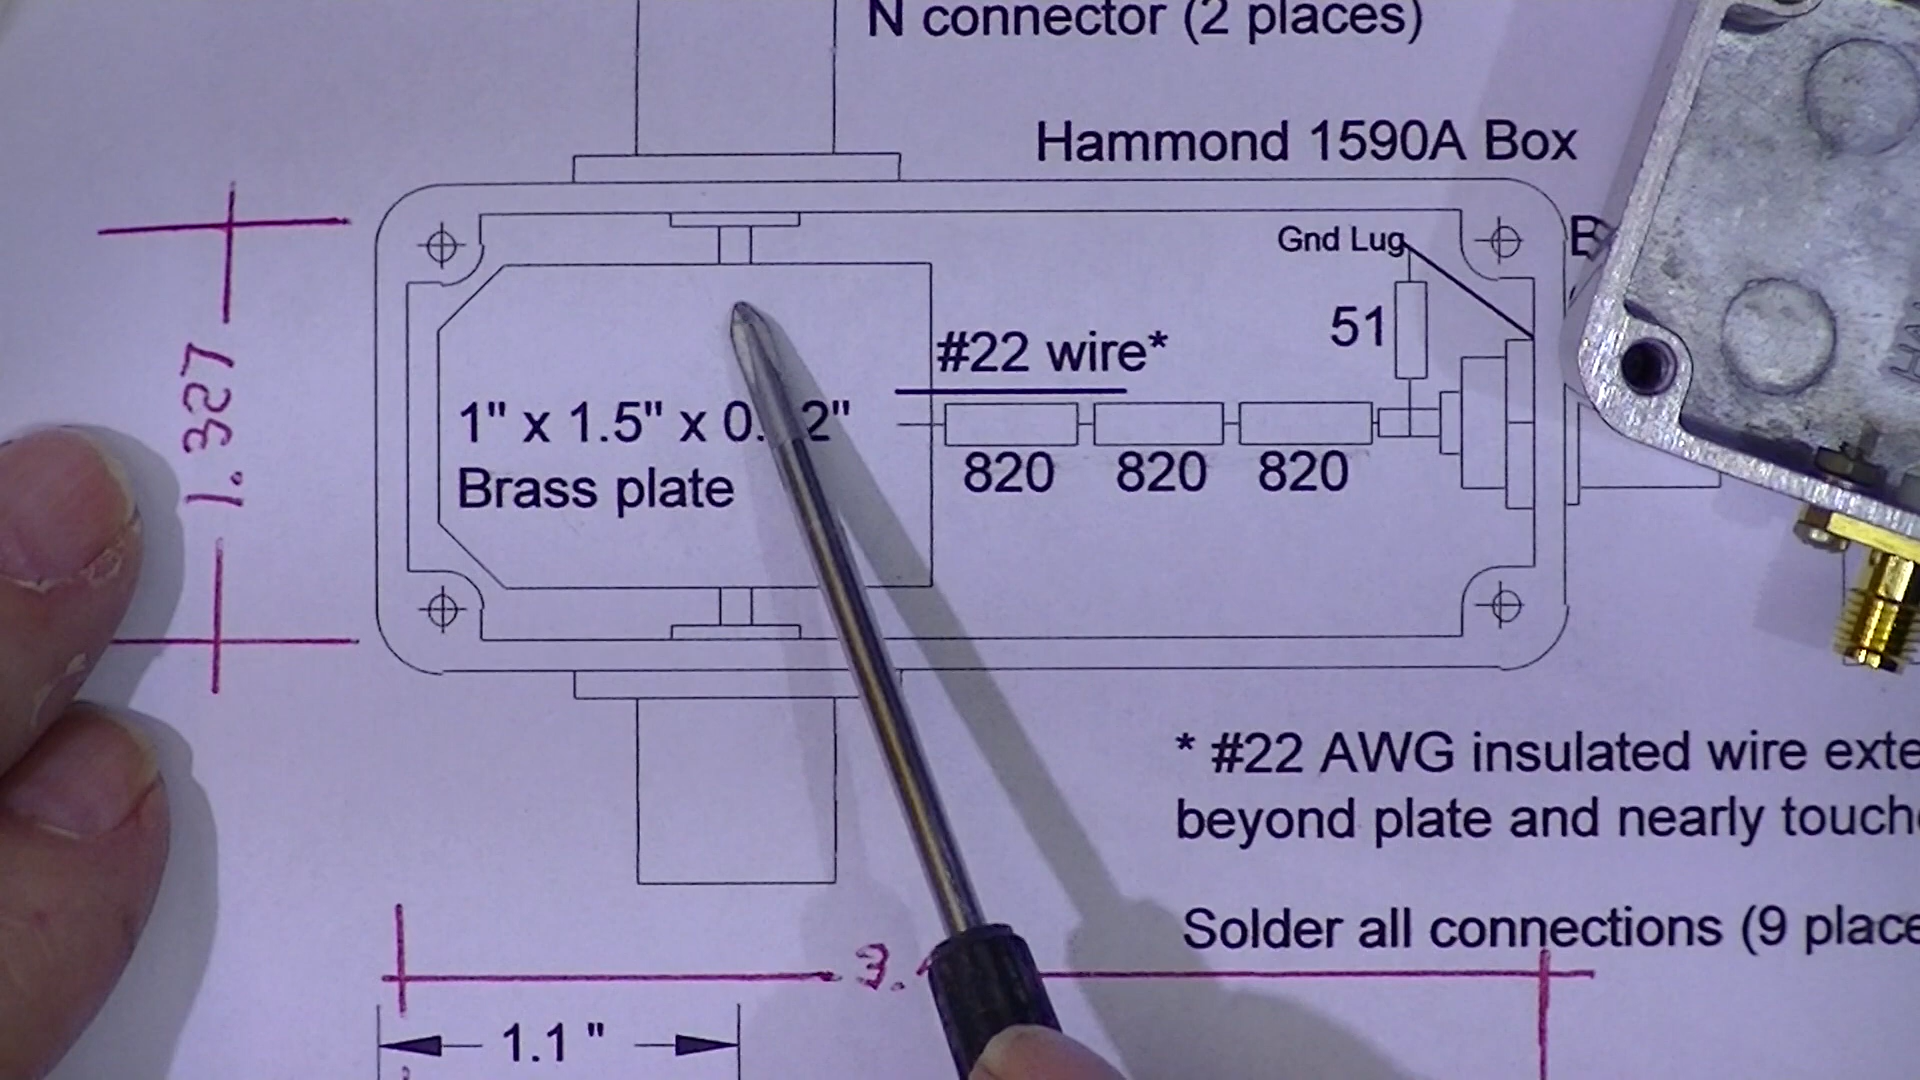 N connector (2 places)
Hammond 1590A Box
Gnd Lug
B
51
#22 wire*
1" x 1.5" x 0. 2"
Brass plate
820 820 820
1.327
* #22 AWG insulated wire exte
beyond plate and nearly touch
Solder all connections (9 place
3.
1.1 "